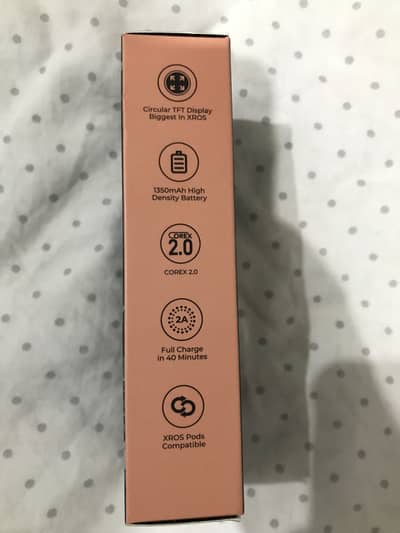 Circular TFT Display
Biggest in XROS
1350mAh High
Density Battery
COREX
2.0
COREX 2.0
2A
Full Charge
in 40 Minutes
XROS Pods
Compatible